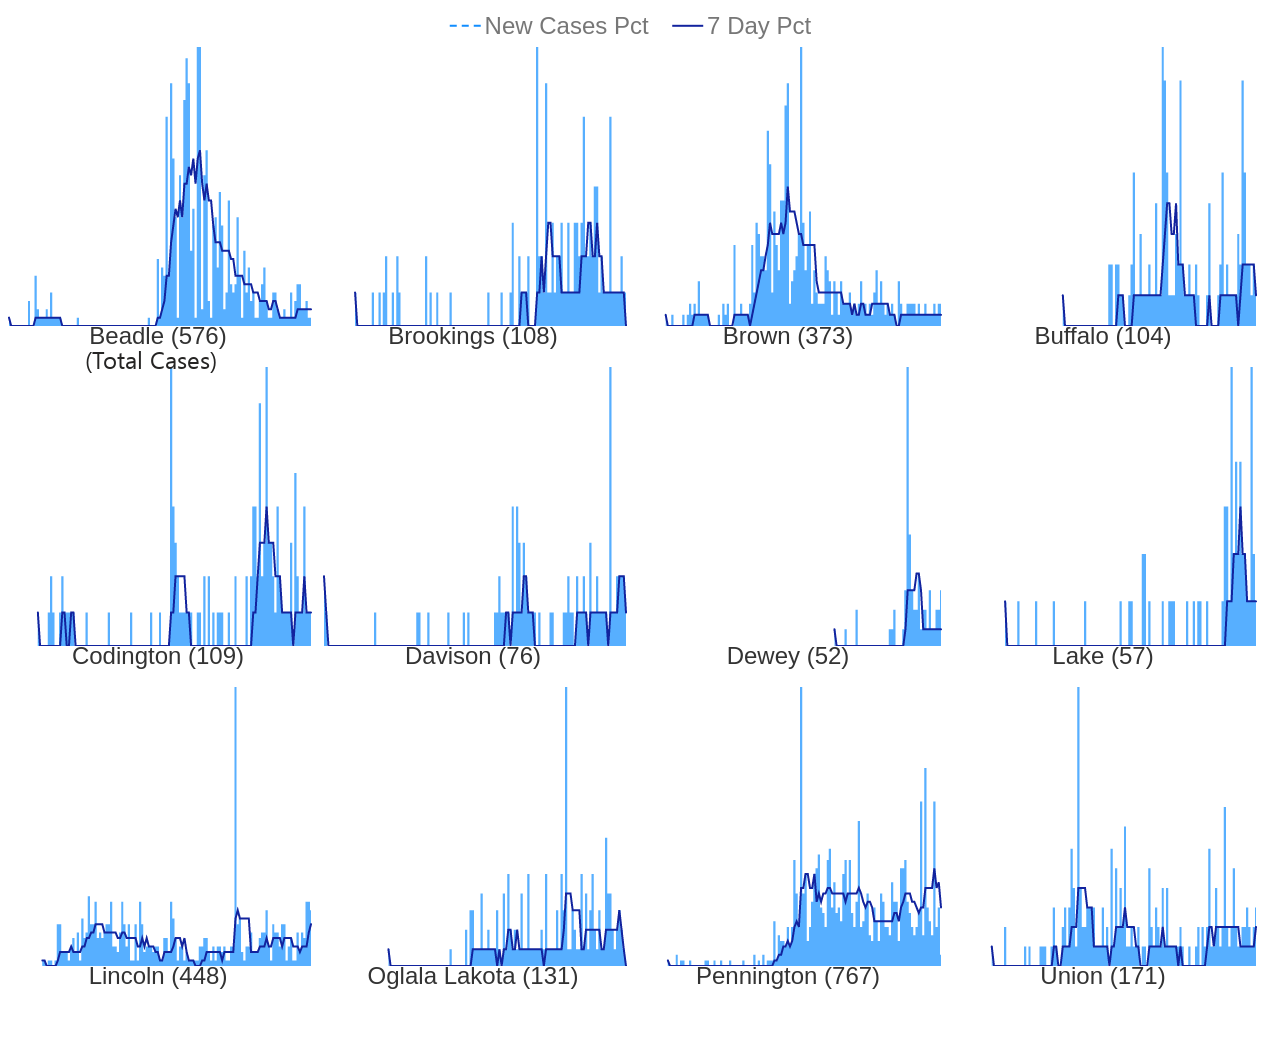 New Cases Pct 7 Day Pct
Beadle (576) Brookings (108) Brown (373) Buffalo (104)
(Total Cases)
Codington (109) Davison (76) Dewey (52) Lake (57)
Lincoln (448) Oglala Lakota (131) Pennington (767) Union (171)